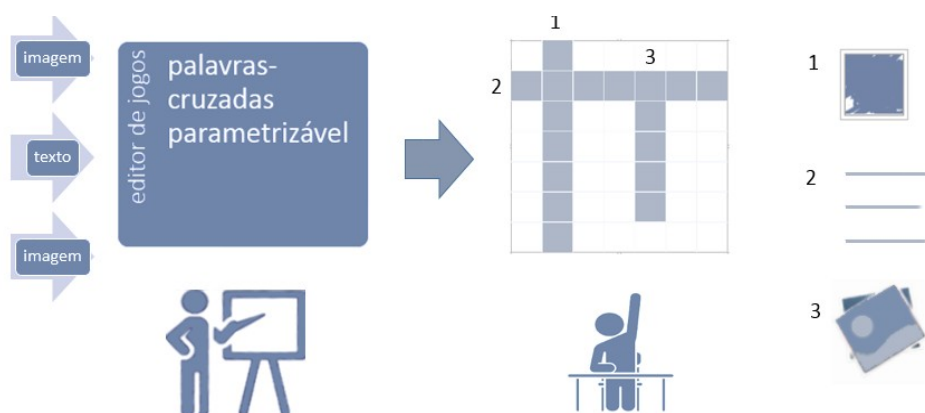 imagem
texto
imagem
editor de jogos
palavras-
cruzadas
parametrizável
1
2
3
1
2
3